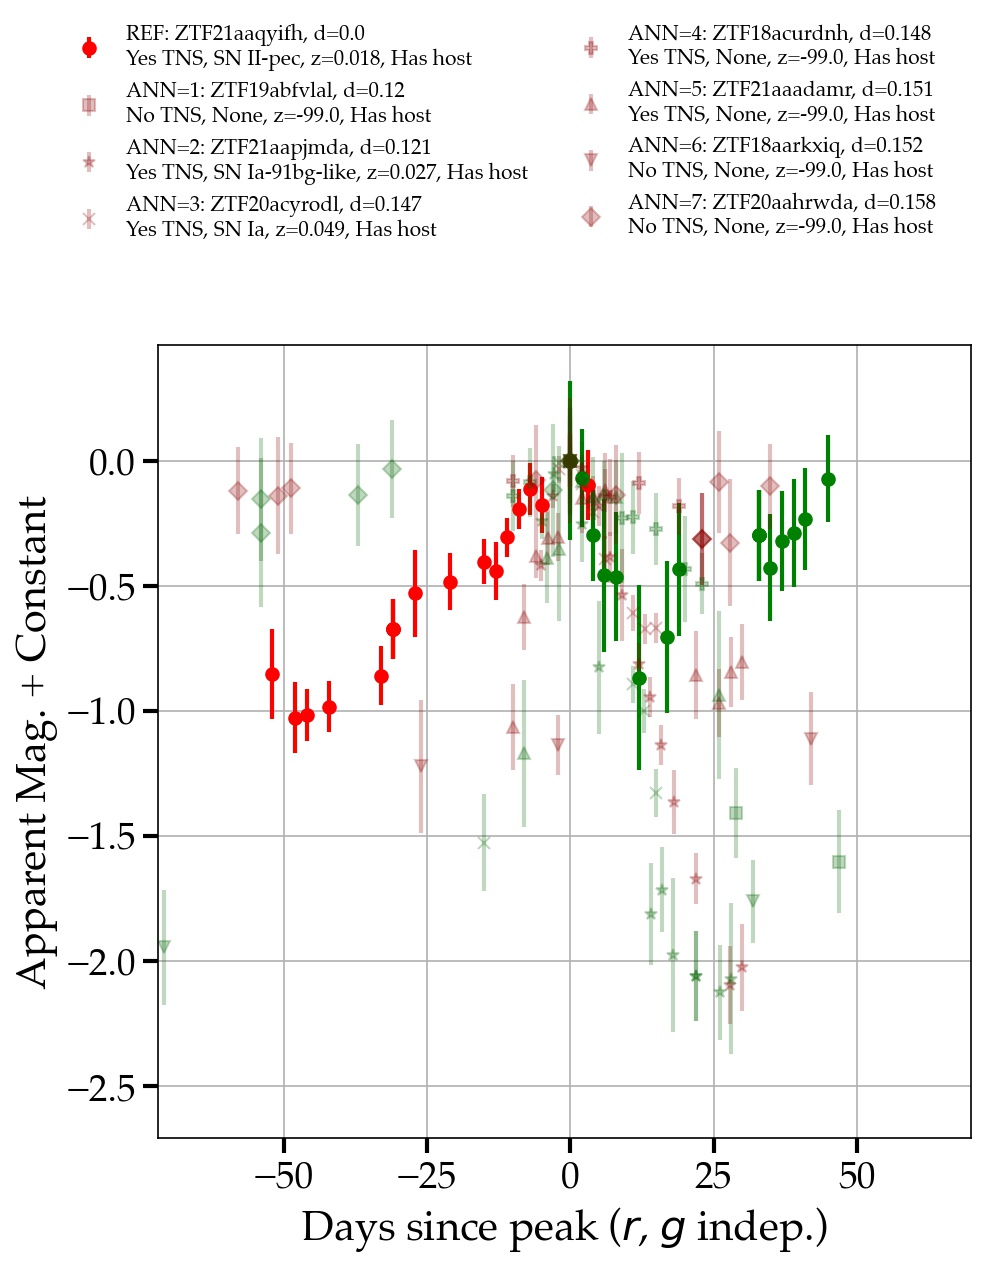 REF: ZTF21aaqyifh, d=0.0
Yes TNS, SN II-pec, z=0.018, Has host
ANN=1: ZTF19abfvlal, d=0.12
No TNS, None, z=-99.0, Has host
ANN=2: ZTF21aapjmda, d=0.121
Yes TNS, SN Ia-91bg-like, z=0.027, Has host
ANN=3: ZTF20acyrodl, d=0.147
Yes TNS, SN Ia, z=0.049, Has host
ANN=4: ZTF18acurdnh, d=0.148
Yes TNS, None, z=-99.0, Has host
ANN=5: ZTF21aaadamr, d=0.151
Yes TNS, None, z=-99.0, Has host
ANN=6: ZTF18aarkxiq, d=0.152
No TNS, None, z=-99.0, Has host
ANN=7: ZTF20aahrwda, d=0.158
No TNS, None, z=-99.0, Has host
Apparent Mag. + Constant
0.0
−0.5
−1.0
−1.5
−2.0
−2.5
−50 −25 0 25 50
Days since peak (r, g indep.)